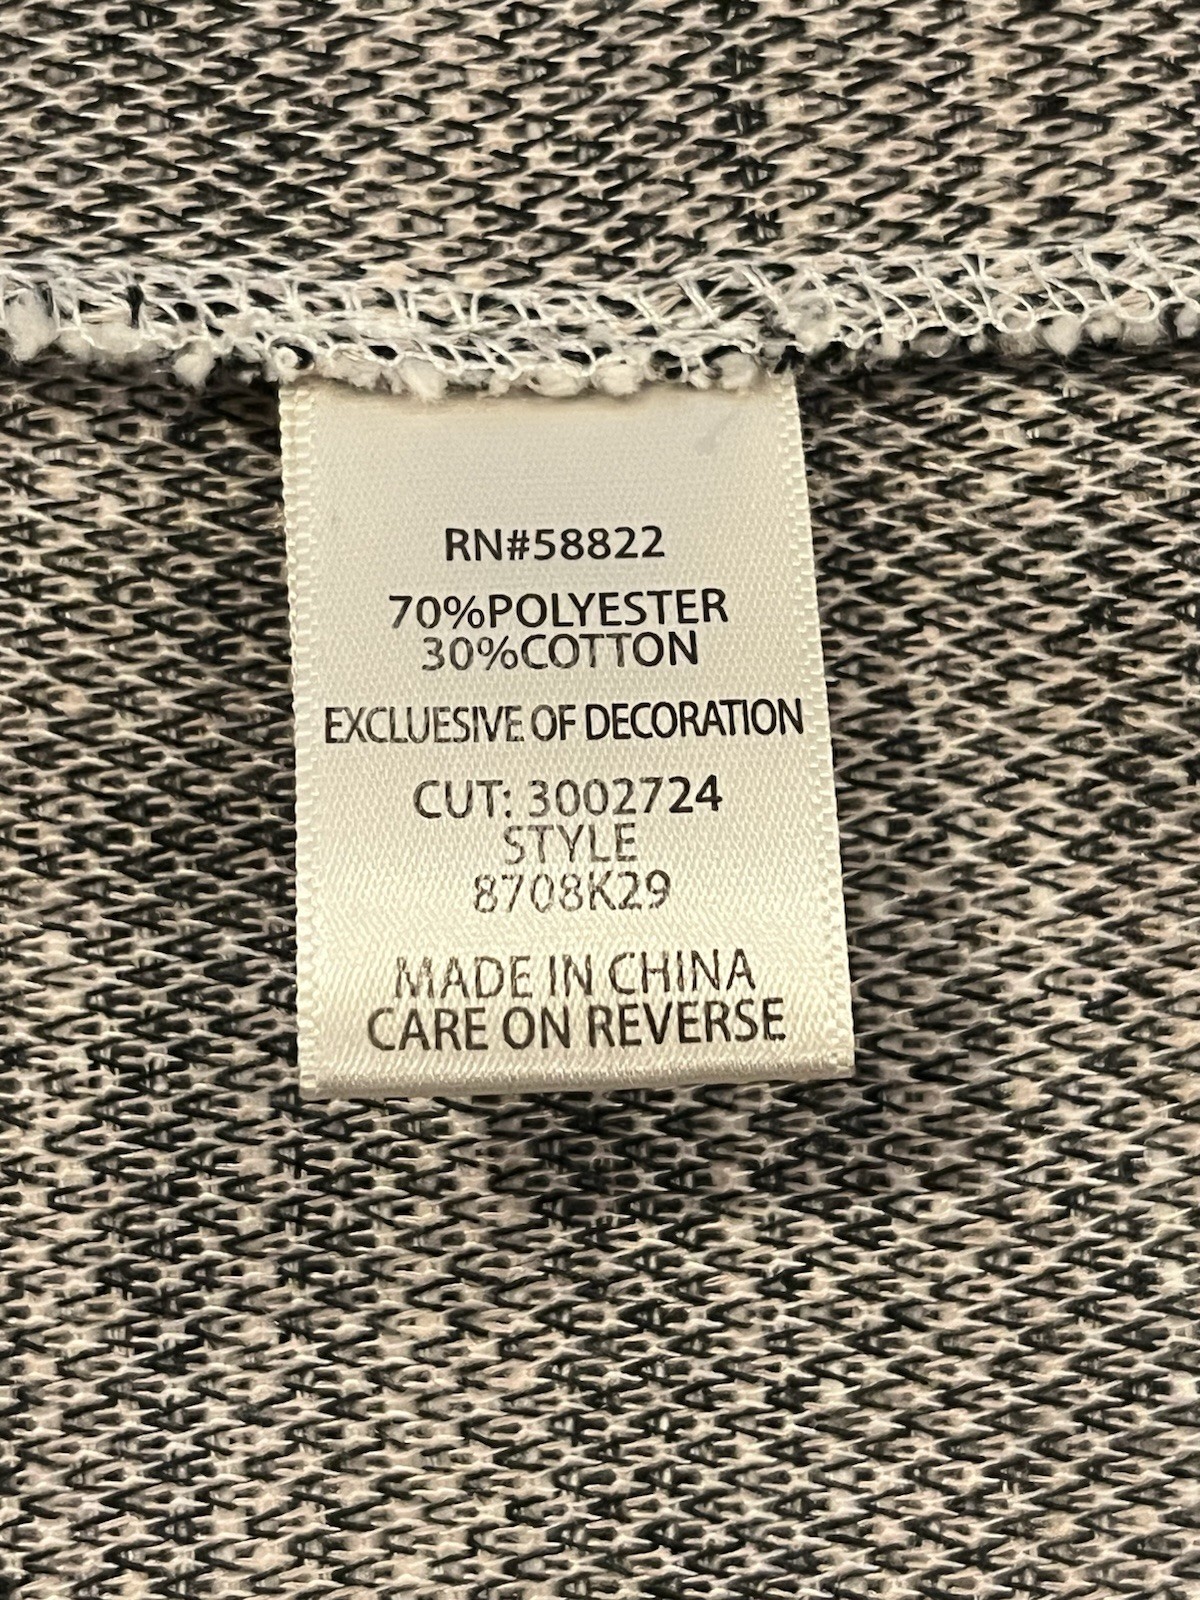 RN#58822
70%POLYESTER
30%COTTON
EXCLUESIVE OF DECORATION
CUT: 3002724
STYLE
8708K29
MADE IN CHINA
CARE ON REVERSE